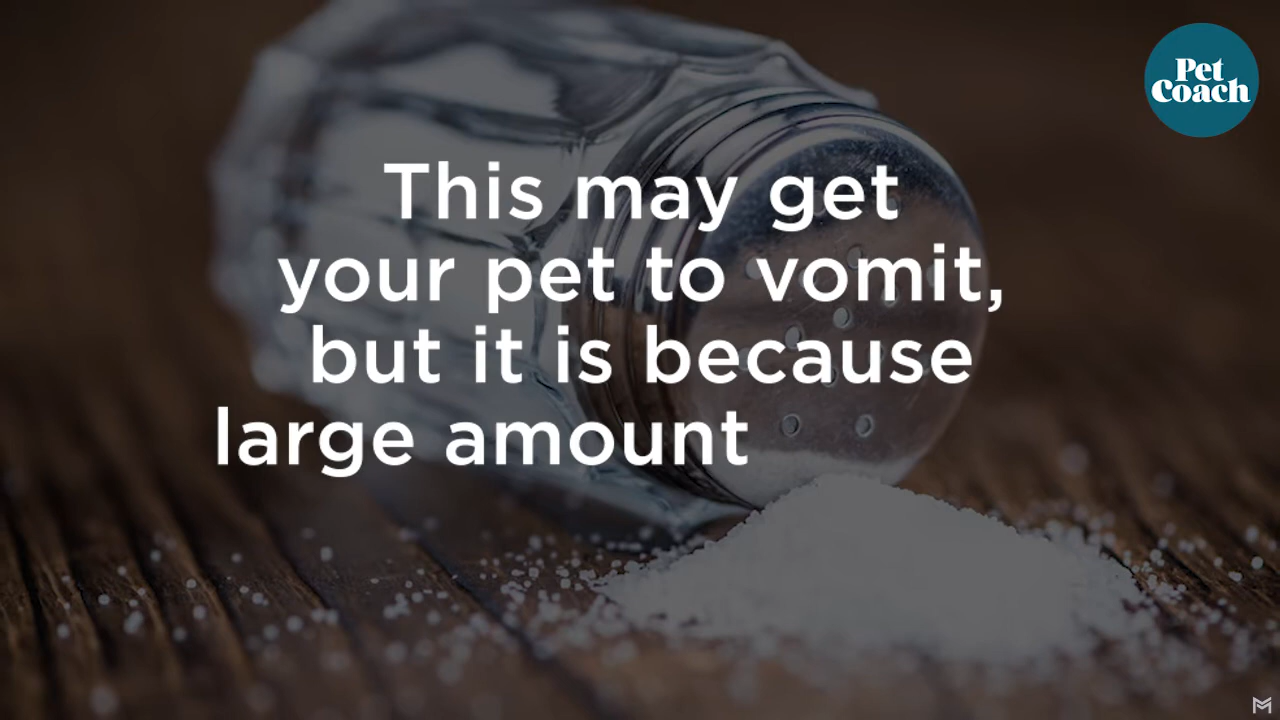 Pet
Coach
This may get
your pet to vomit,
but it is because
large amount